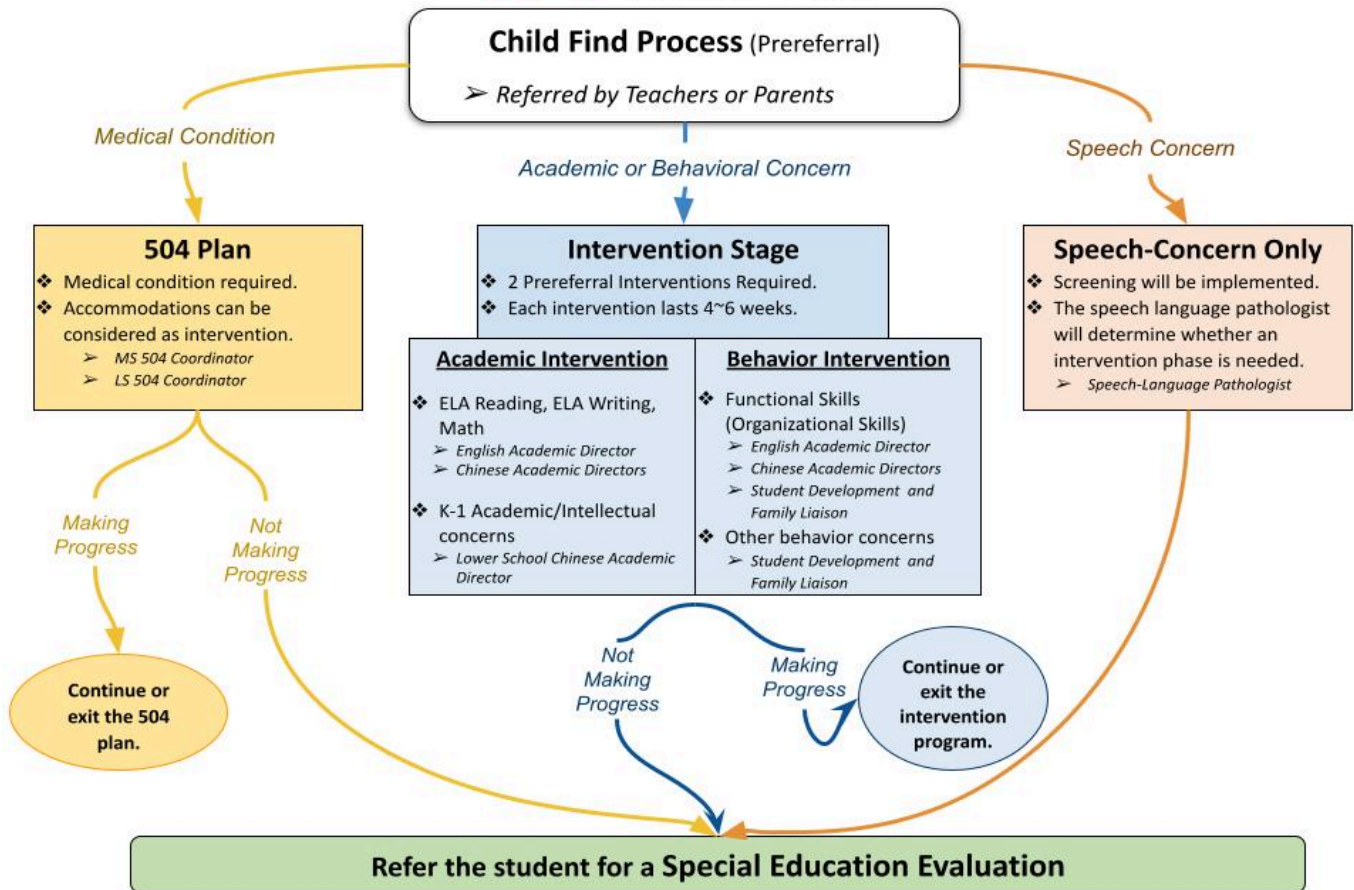 Child Find Process (Prereferral)
➢ Referred by Teachers or Parents
Medical Condition
Academic or Behavioral Concern
Speech Concern
504 Plan
❖ Medical condition required.
❖ Accommodations can be
considered as intervention.
➢ MS 504 Coordinator
➢ LS 504 Coordinator
Intervention Stage
❖ 2 Prereferral Interventions Required.
❖ Each intervention lasts 4~6 weeks.
Academic Intervention
❖ ELA Reading, ELA Writing,
Math
➢ English Academic Director
➢ Chinese Academic Directors
❖ K-1 Academic/Intellectual
concerns
➢ Lower School Chinese Academic
Director
Behavior Intervention
❖ Functional Skills
(Organizational Skills)
➢ English Academic Director
➢ Chinese Academic Directors
➢ Student Development and
Family Liaison
❖ Other behavior concerns
➢ Student Development and
Family Liaison
Speech-Concern Only
❖ Screening will be implemented.
❖ The speech language pathologist
will determine whether an
intervention phase is needed.
➢ Speech-Language Pathologist
Making
Progress
Not
Making
Progress
Continue or
exit the 504
plan.
Not
Making
Progress
Making
Progress
Continue or
exit the
intervention
program.
Refer the student for a Special Education Evaluation